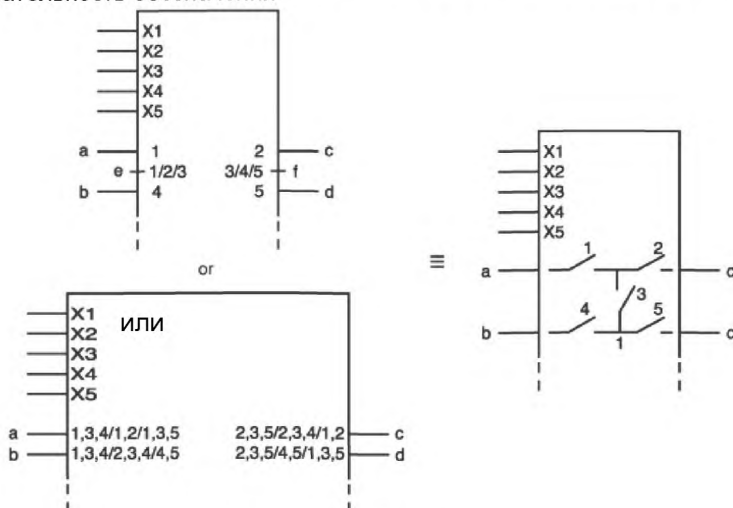 X1
X2
X3
X4
X5
a 1 2 c
e 1/2/3 3/4/5 f
b 4 5 d
or
X1
X2 или
X3
X4
X5
a 1,3,4/1,2/1,3,5 2,3,5/2,3,4/1,2 c
b 1,3,4/2,3,4/4,5 2,3,5/4,5/1,3,5 d
≡
X1
X2
X3
X4
X5
1 2
a c
3
4 5
b d
1